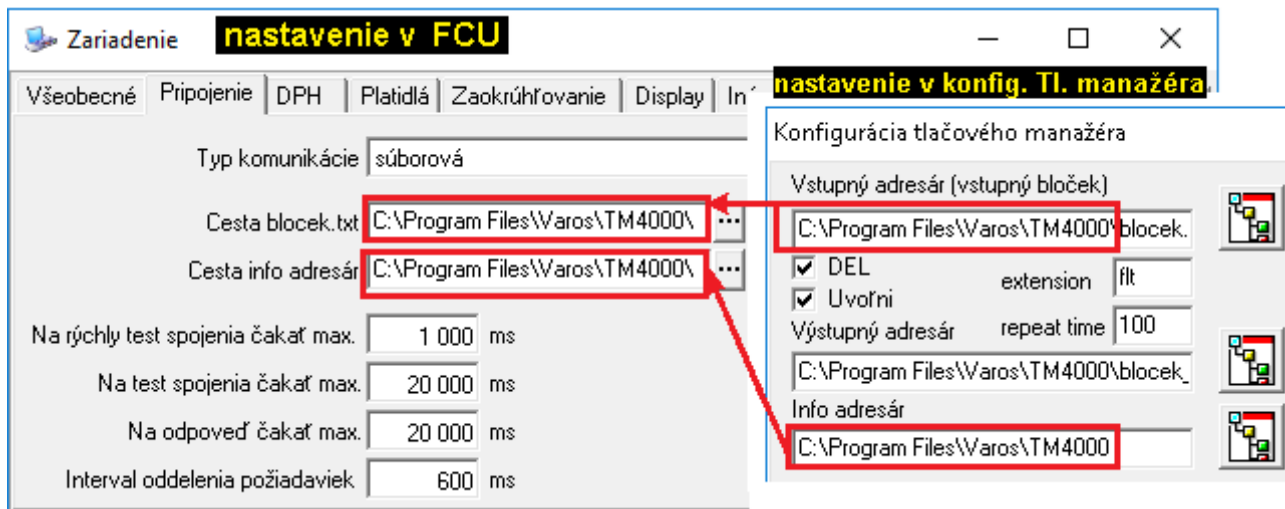 Zariadenie
nastavenie v FCU
Všeobecné Pripojenie DPH Platidlá Zaokrúhľovanie Display
Typ komunikácie súborová
Cesta blocek.txt C:\Program Files\Varos\TM4000\ ...
Cesta info adresár C:\Program Files\Varos\TM4000\ ...
Na rýchly test spojenia čakať max. 1 000 ms
Na test spojenia čakať max. 20 000 ms
Na odpoveď čakať max. 20 000 ms
Interval oddelenia požiadaviek 600 ms
nastavenie v konfig. Tl. manažéra
Konfigurácia tlačového manažéra
Vstupný adresár (vstupný bloček)
C:\Program Files\Varos\TM4000\blocek.
DEL
extension flt
Uvoľni
Výstupný adresár repeat time 100
C:\Program Files\Varos\TM4000\blocek_
Info adresár
C:\Program Files\Varos\TM4000